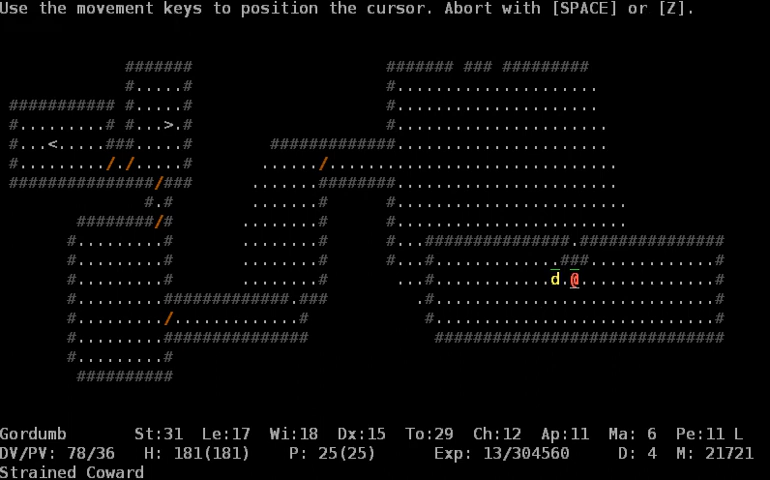 Use the movement keys to position the cursor. Abort with [SPACE] or [Z].
Gordumb St:31 Le:17 Wi:18 Dx:15 To:29 Ch:12 Ap:11 Ma: 6 Pe:11 L
DV/PV: 78/36 H: 181(181) P: 25(25) Exp: 13/304560 D: 4 M: 21721
Strained Coward